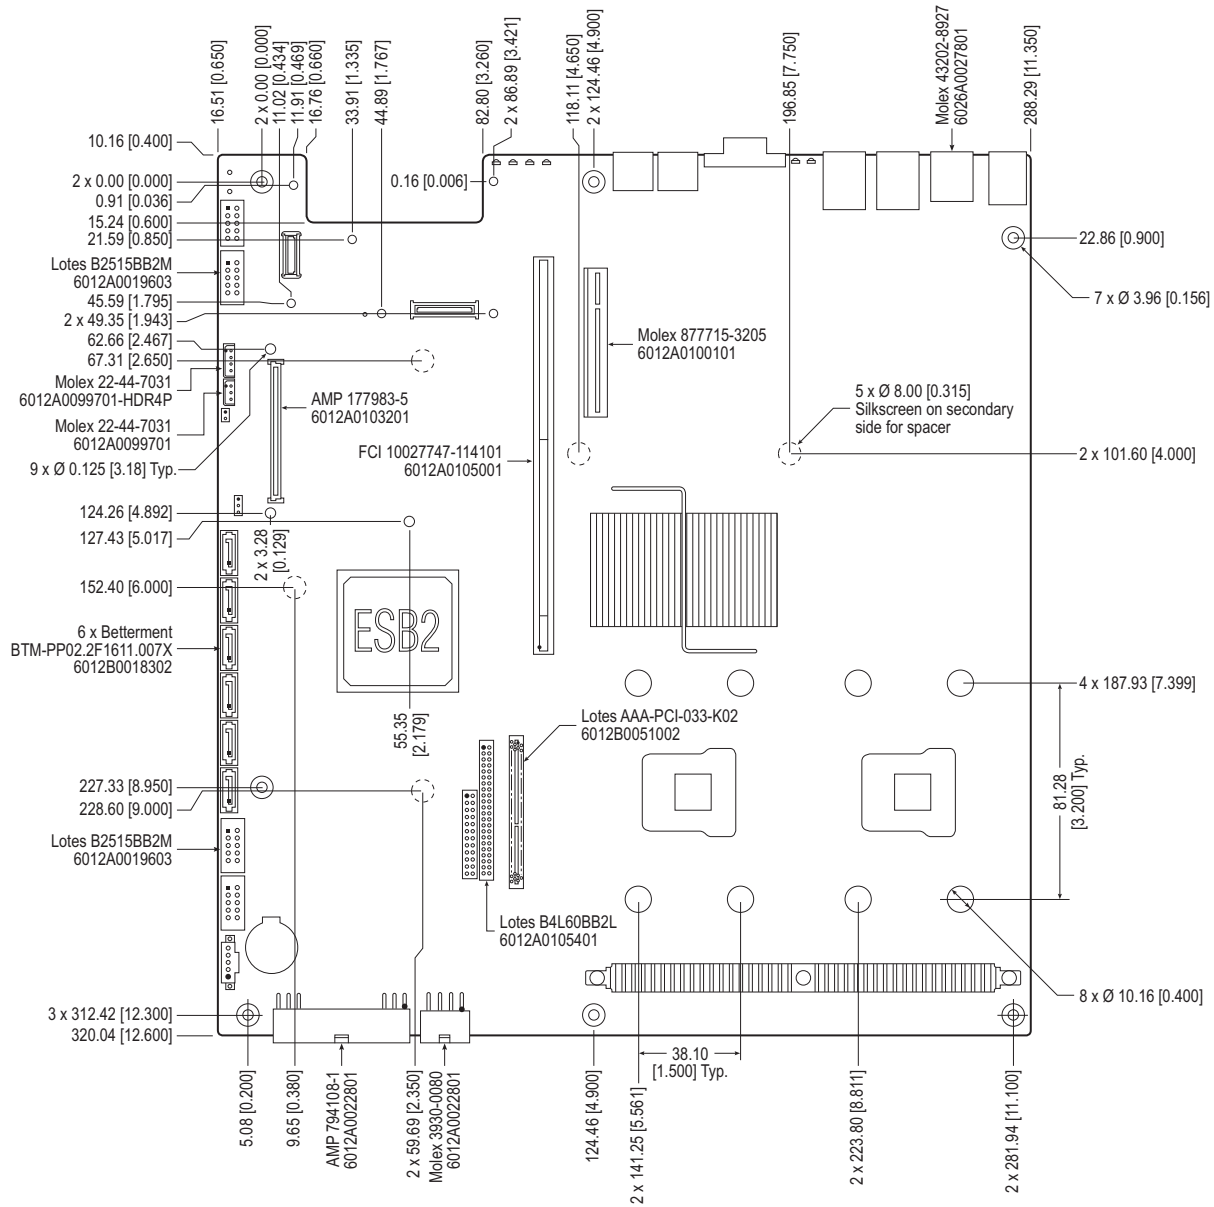 16.51 [0.650]
2 x 0.00 [0.000]
11.02 [0.434]
11.91 [0.469]
16.76 [0.660]
33.91 [1.335]
44.89 [1.767]
82.80 [3.260]
2 x 86.89 [3.421]
118.11 [4.650]
2 x 124.46 [4.900]
196.85 [7.750]
Molex 43202-8927
6026A0027801
288.29 [11.350]
10.16 [0.400]
2 x 0.00 [0.000]
0.91 [0.036]
15.24 [0.600]
21.59 [0.850]
Lotes B2515BB2M
6012A0019603
45.59 [1.795]
2 x 49.35 [1.943]
62.66 [2.467]
67.31 [2.650]
Molex 22-44-7031
6012A0099701-HDR4P
Molex 22-44-7031
6012A0099701
9 x Ø 0.125 [3.18] Typ.
124.26 [4.892]
127.43 [5.017]
152.40 [6.000]
6 x Betterment
BTM-PP02.2F1611.007X
6012B0018302
227.33 [8.950]
228.60 [9.000]
Lotes B2515BB2M
6012A0019603
3 x 312.42 [12.300]
320.04 [12.600]
0.16 [0.006]
AMP 177983-5
6012A0103201
FCI 10027747-114101
6012A0105001
Molex 877715-3205
6012A0100101
5 x Ø 8.00 [0.315]
Silkscreen on secondary
side for spacer
2 x 3.28
[0.129]
ESB2
55.35
[2.179]
Lotes AAA-PCI-033-K02
6012B0051002
Lotes B4L60BB2L
6012A0105401
22.86 [0.900]
7 x Ø 3.96 [0.156]
2 x 101.60 [4.000]
4 x 187.93 [7.399]
81.28
[3.200] Typ.
8 x Ø 10.16 [0.400]
38.10
[1.500] Typ.
5.08 [0.200]
9.65 [0.380]
AMP 794108-1
6012A0022801
2 x 59.69 [2.350]
Molex 3930-0080
6012A0022801
124.46 [4.900]
2 x 141.25 [5.561]
2 x 223.80 [8.811]
2 x 281.94 [11.100]